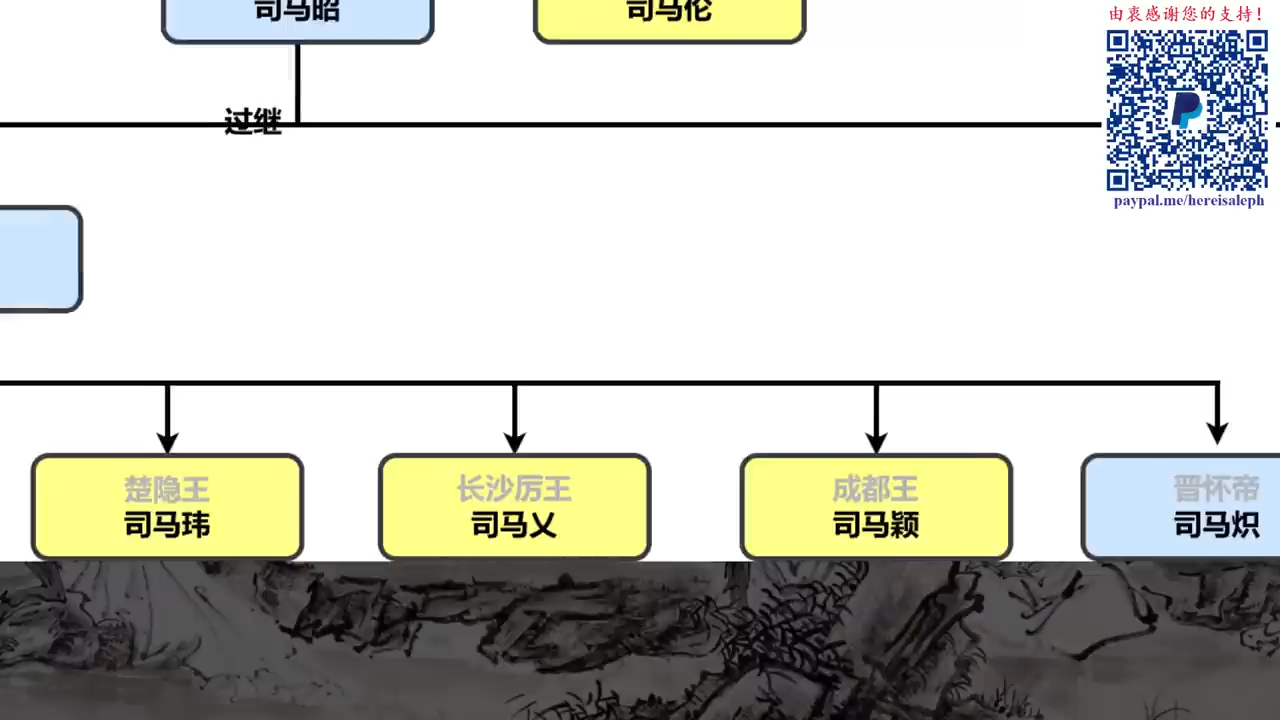 司马昭
司马伦
由衷感谢您的支持！
过继
paypal.me/hereisaleph
楚隐王
司马玮
长沙厉王
司马乂
成都王
司马颖
晋怀帝
司马炽